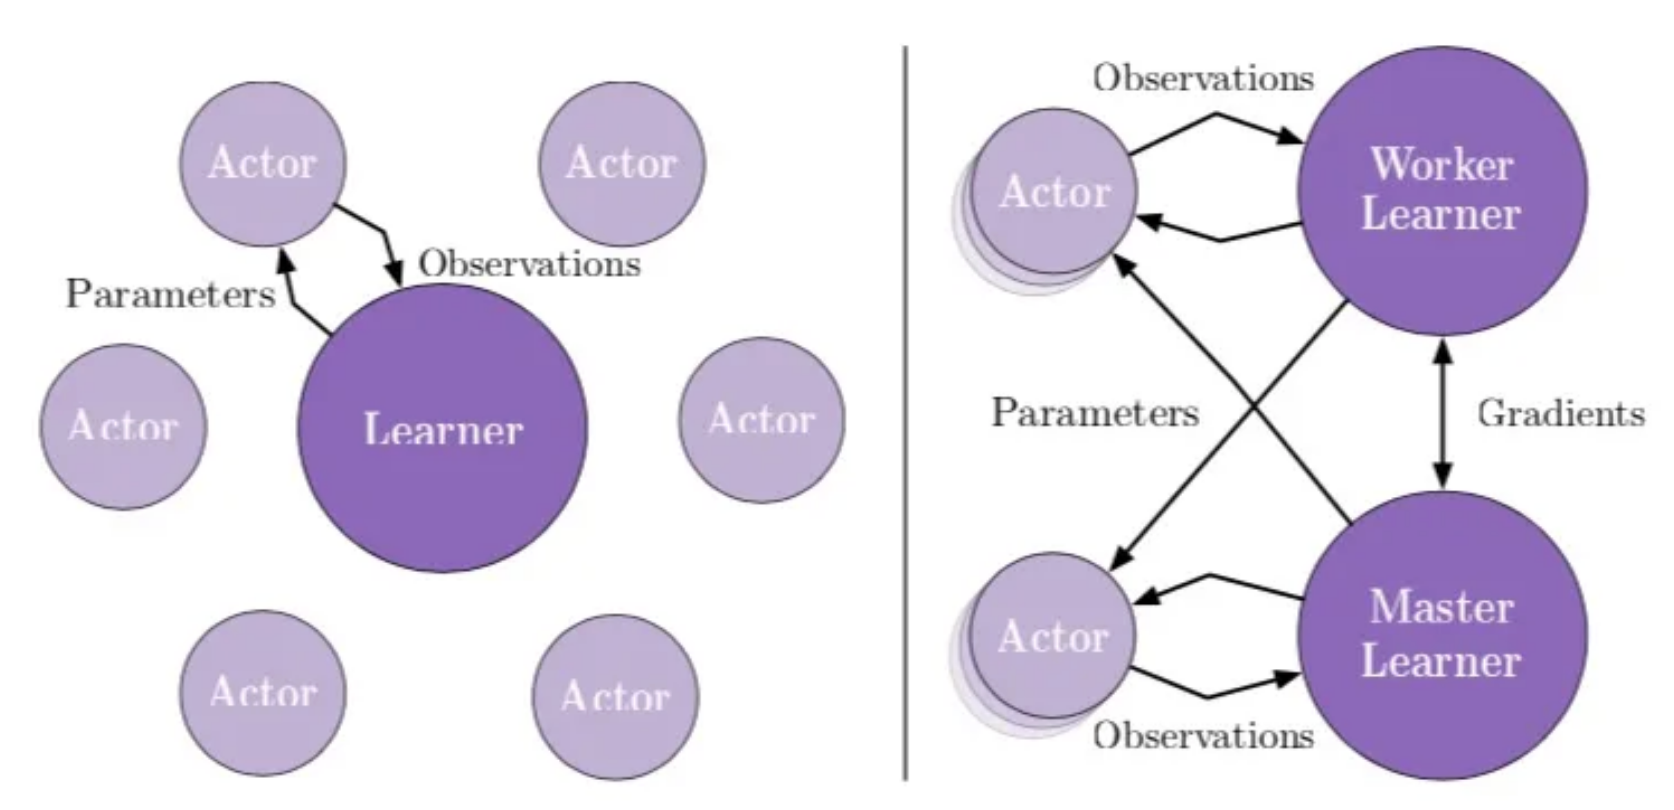 Actor
Actor
Observations
Parameters
Actor
Learner
Actor
Actor
Actor
Observations
Actor
Worker
Learner
Parameters
Gradients
Actor
Master
Learner
Observations